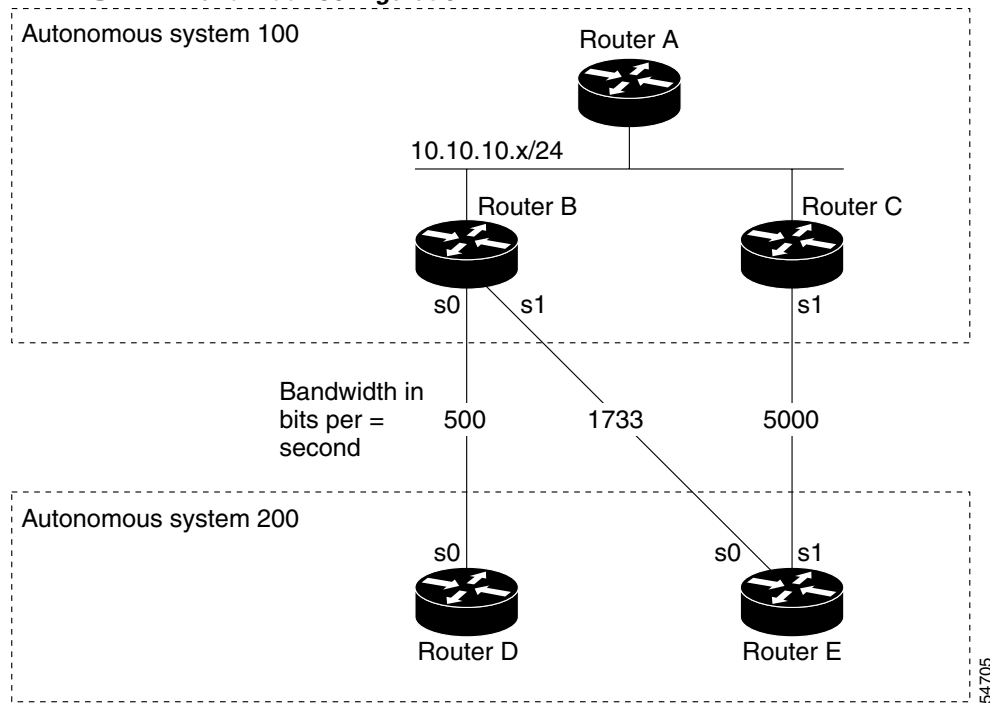 Autonomous system 100
Router A
10.10.10.x/24
Router B
Router C
s0
s1
s1
Bandwidth in
bits per =
second
500
1733
5000
Autonomous system 200
s0
s0
s1
Router D
Router E
54705